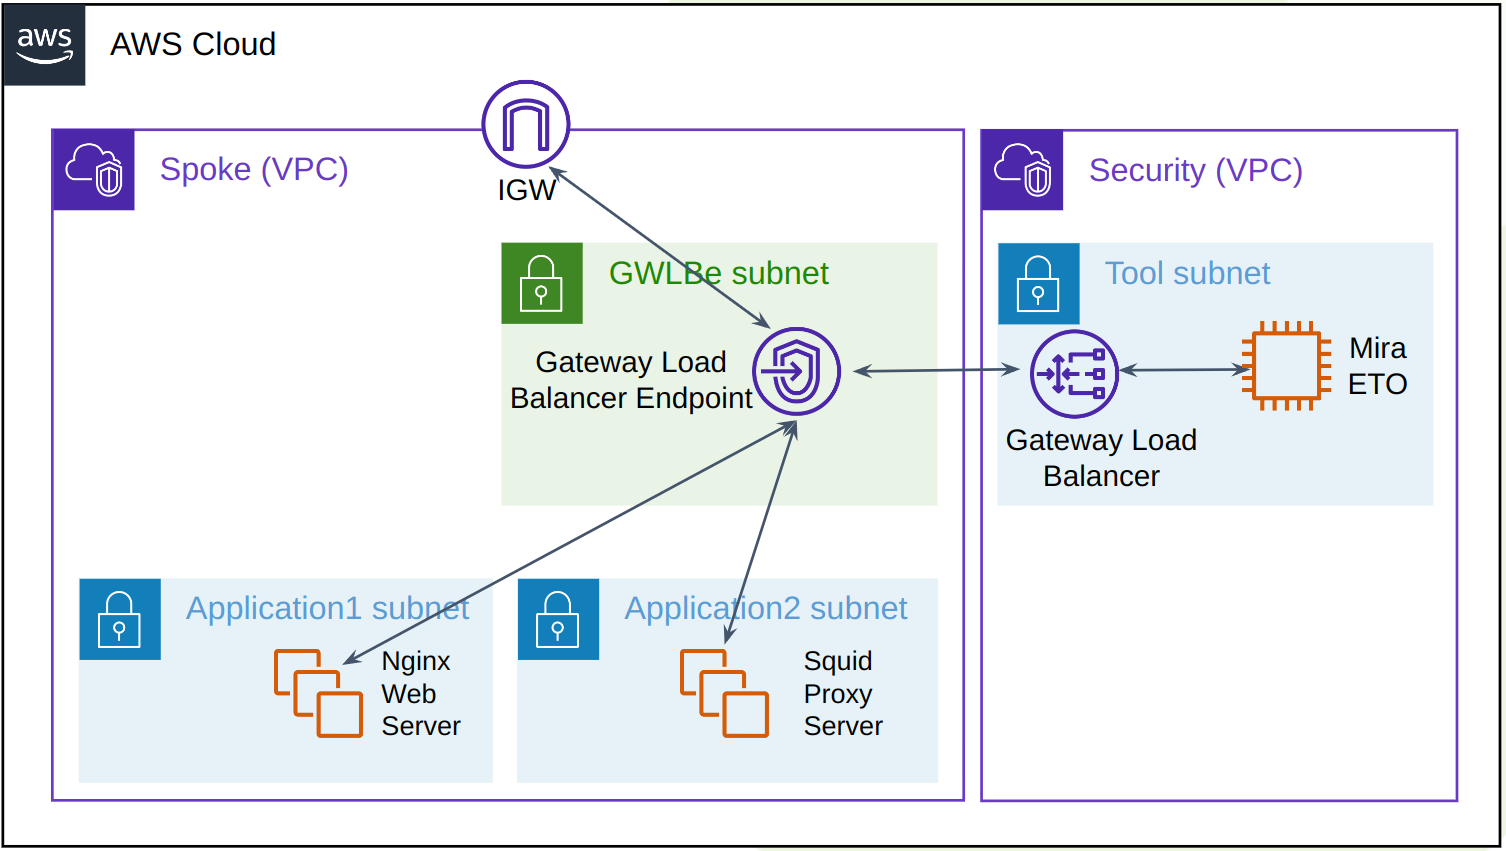 aws
AWS Cloud
Spoke (VPC)
IGW
Security (VPC)
GWLBe subnet
Gateway Load
Balancer Endpoint
Tool subnet
Mira
ETO
Gateway Load
Balancer
Application1 subnet
Nginx
Web
Server
Application2 subnet
Squid
Proxy
Server